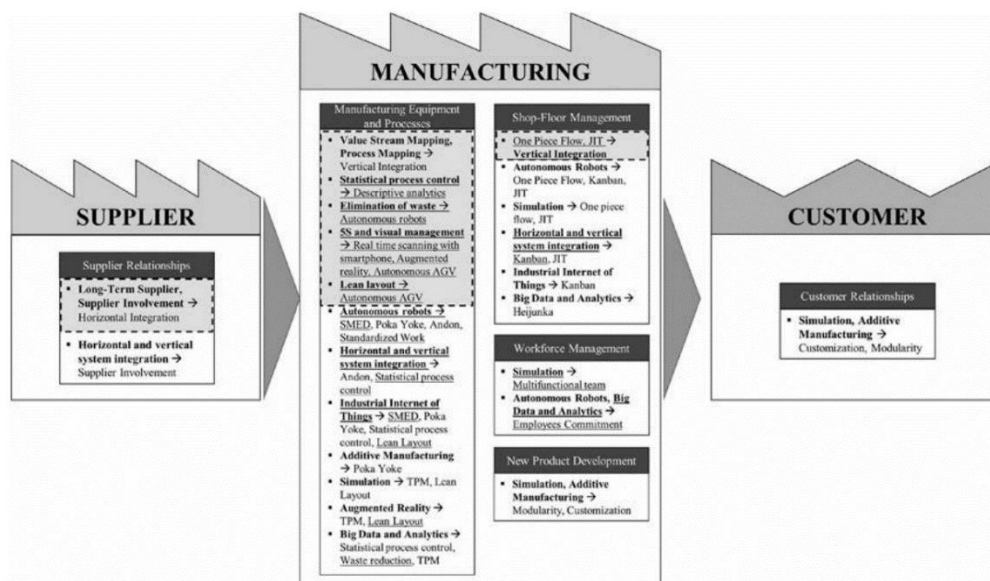 MANUFACTURING
SUPPLIER
Supplier Relationships
▪ Long-Term Supplier,
Supplier Involvement →
Horizontal Integration
▪ Horizontal and vertical
system integration →
Supplier Involvement
Manufacturing Equipment
and Processes
▪ Value Stream Mapping,
Process Mapping →
Vertical Integration
▪ Statistical process control
→ Descriptive analytics
▪ Elimination of waste →
Autonomous robots
▪ 5S and visual management
→ Real time scanning with
smartphone, Augmented
reality, Autonomous AGV
▪ Lean layout →
Autonomous AGV
▪ Autonomous robots →
SMED, Poka Yoke, Andon,
Standardized Work
▪ Horizontal and vertical
system integration →
Andon, Statistical process
control
▪ Industrial Internet of
Things → SMED, Poka
Yoke, Statistical process
control, Lean Layout
▪ Additive Manufacturing
→ Poka Yoke
▪ Simulation → TPM, Lean
Layout
▪ Augmented Reality →
TPM, Lean Layout
▪ Big Data and Analytics →
Statistical process control,
Waste reduction, TPM
Shop-Floor Management
▪ One Piece Flow, JIT →
Vertical Integration
▪ Autonomous Robots →
One Piece Flow, Kanban,
JIT
▪ Simulation → One piece
flow, JIT
▪ Horizontal and vertical
system integration →
Kanban, JIT
▪ Industrial Internet of
Things → Kanban
▪ Big Data and Analytics →
Heijunka
Workforce Management
▪ Simulation →
Multifunctional team
▪ Autonomous Robots, Big
Data and Analytics →
Employees Commitment
New Product Development
▪ Simulation, Additive
Manufacturing →
Modularity, Customization
CUSTOMER
Customer Relationships
▪ Simulation, Additive
Manufacturing →
Customization, Modularity